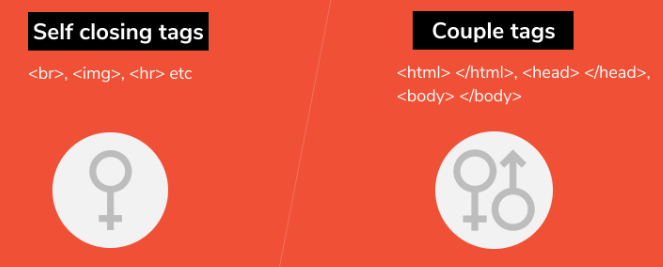 Self closing tags
<br>, <img>, <hr> etc
Couple tags
<html> </html>, <head> </head>,
<body> </body>